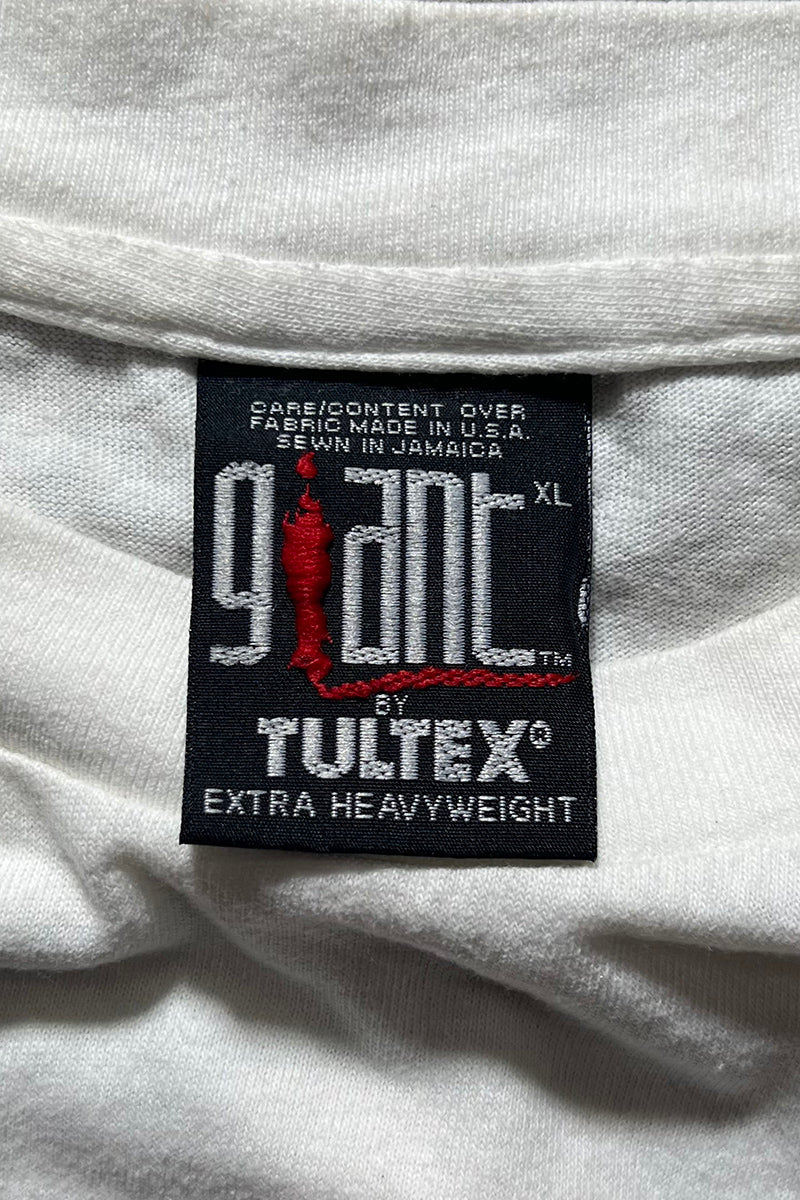 CARE/CONTENT OVER
FABRIC MADE IN U.S.A.
SEWN IN JAMAICA
giant XL
TM
BY
TULTEX®
EXTRA HEAVYWEIGHT